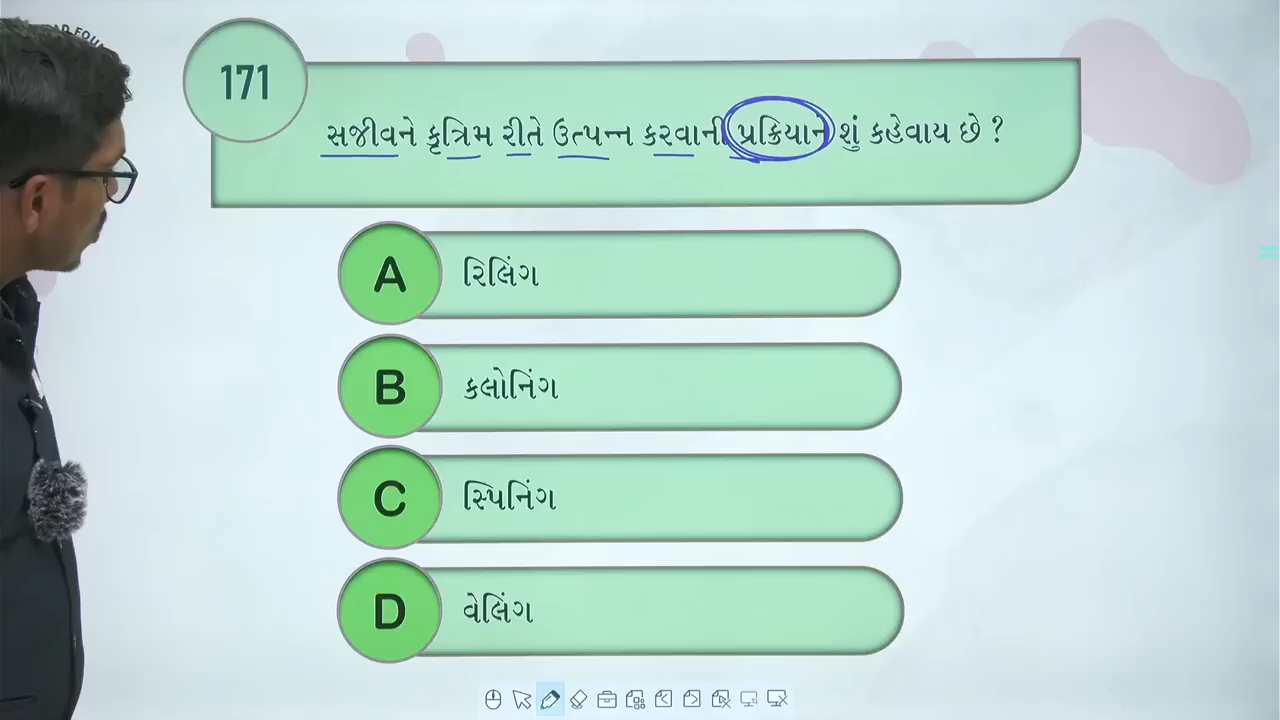 171
સજીવને કૃત્રિમ રીતે ઉત્પન્ન કરવાની પ્રક્રિયાને શું કહેવાય છે ?
A રિલિંગ
B કલોનિંગ
C સ્પિનિંગ
D વેલિંગ